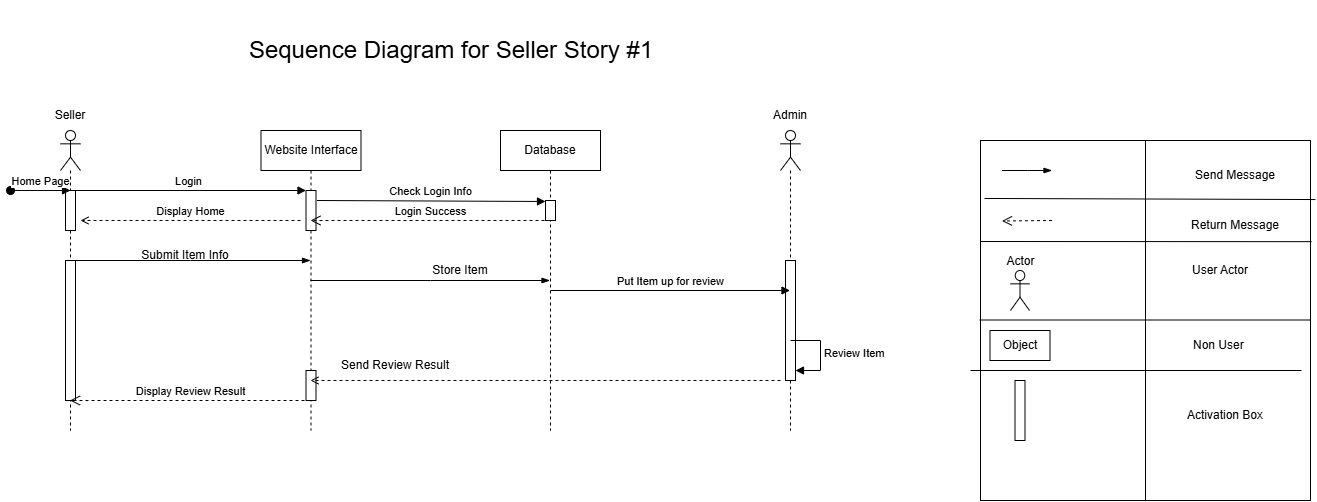 Sequence Diagram for Seller Story #1
Seller
Admin
Website Interface
Database
Home Page
Login
Check Login Info
Display Home
Login Success
Submit Item Info
Store Item
Put Item up for review
Review Item
Send Review Result
Display Review Result
Send Message
Return Message
Actor
User Actor
Object
Non User
Activation Box